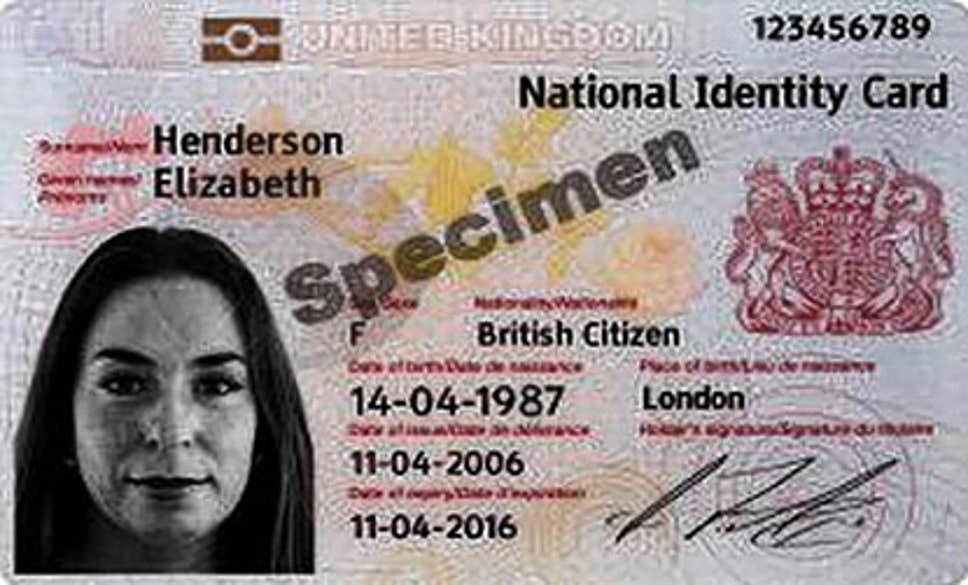 UNITED KINGDOM
123456789
National Identity Card
Surname/Nom Henderson
Given names/ Elizabeth
Prénoms
Specimen
Sex/Sexe Nationality/Nationalité
F British Citizen
Date of birth/Date de naissance Place of birth/Lieu de naissance
14-04-1987 London
Date of issue/Date de délivrance Holder's signature/Signature du titulaire
11-04-2006
Date of expiry/Date d'expiration
11-04-2016